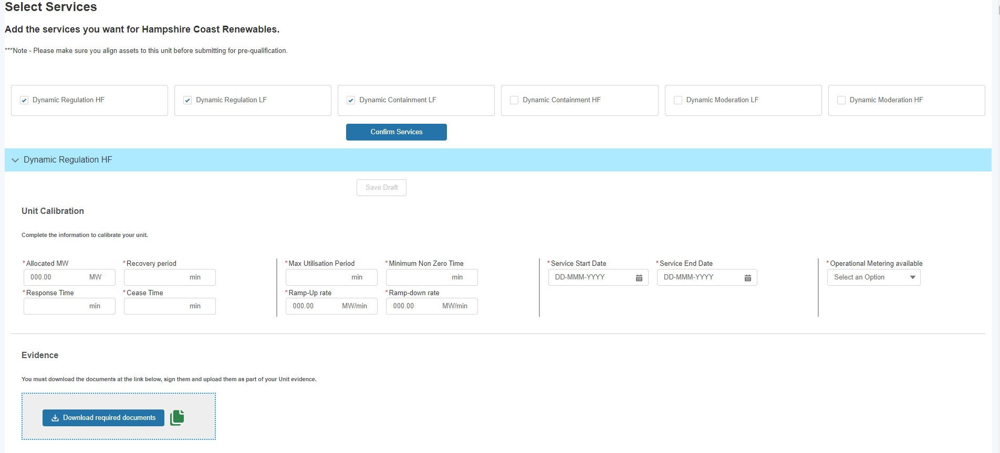 Select Services
Add the services you want for Hampshire Coast Renewables.
***Note - Please make sure you align assets to this unit before submitting for pre-qualification.
Dynamic Regulation HF Dynamic Regulation LF Dynamic Containment LF Dynamic Containment HF Dynamic Moderation LF Dynamic Moderation HF
Confirm Services
Dynamic Regulation HF
Save Draft
Unit Calibration
Complete the information to calibrate your unit.
*Allocated MW *Recovery period *Max Utilisation Period *Minimum Non Zero Time *Service Start Date *Service End Date *Operational Metering available
000.00 MW min min min DD-MMM-YYYY DD-MMM-YYYY Select an Option
*Response Time *Cease Time *Ramp-Up rate *Ramp-down rate
min min 000.00 MW/min 000.00 MW/min
Evidence
You must download the documents at the link below, sign them and upload them as part of your Unit evidence.
Download required documents